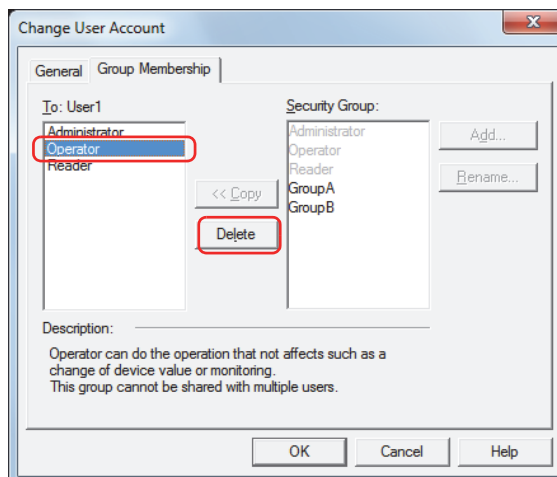 Change User Account
General Group Membership
To: User1
Administrator
Operator
Reader
<< Copy
Delete
Security Group:
Administrator
Operator
Reader
GroupA
GroupB
Add...
Rename...
Description:
Operator can do the operation that not affects such as a
change of device value or monitoring.
This group cannot be shared with multiple users.
OK Cancel Help